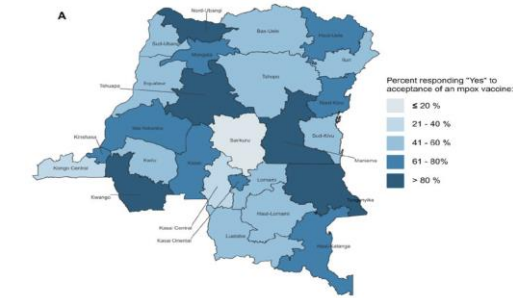 A
Nord-Ubangi
Bas-Uele
Haut-Uele
Sud-Ubangi
Mongala
Ituri
Equateur
Tshopo
Tshuapa
Nord-Kivu
Kinshasa
Mai-Ndombe
Sankuru
Sud-Kivu
Kongo Central
Kwilu
Kasai
Maniema
Lomami
Kwango
Tanganyika
Kasai Central
Haut-Lomami
Kasai Oriental
Lualaba
Haut-Katanga
Percent responding "Yes" to
acceptance of an mpox vaccine:
≤ 20 %
21 - 40 %
41 - 60 %
61 - 80%
> 80 %